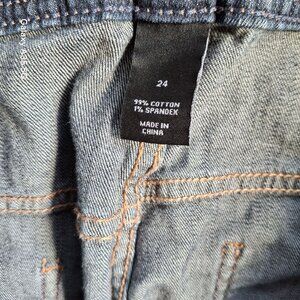 24
99% COTTON
1% SPANDEX
MADE IN
CHINA